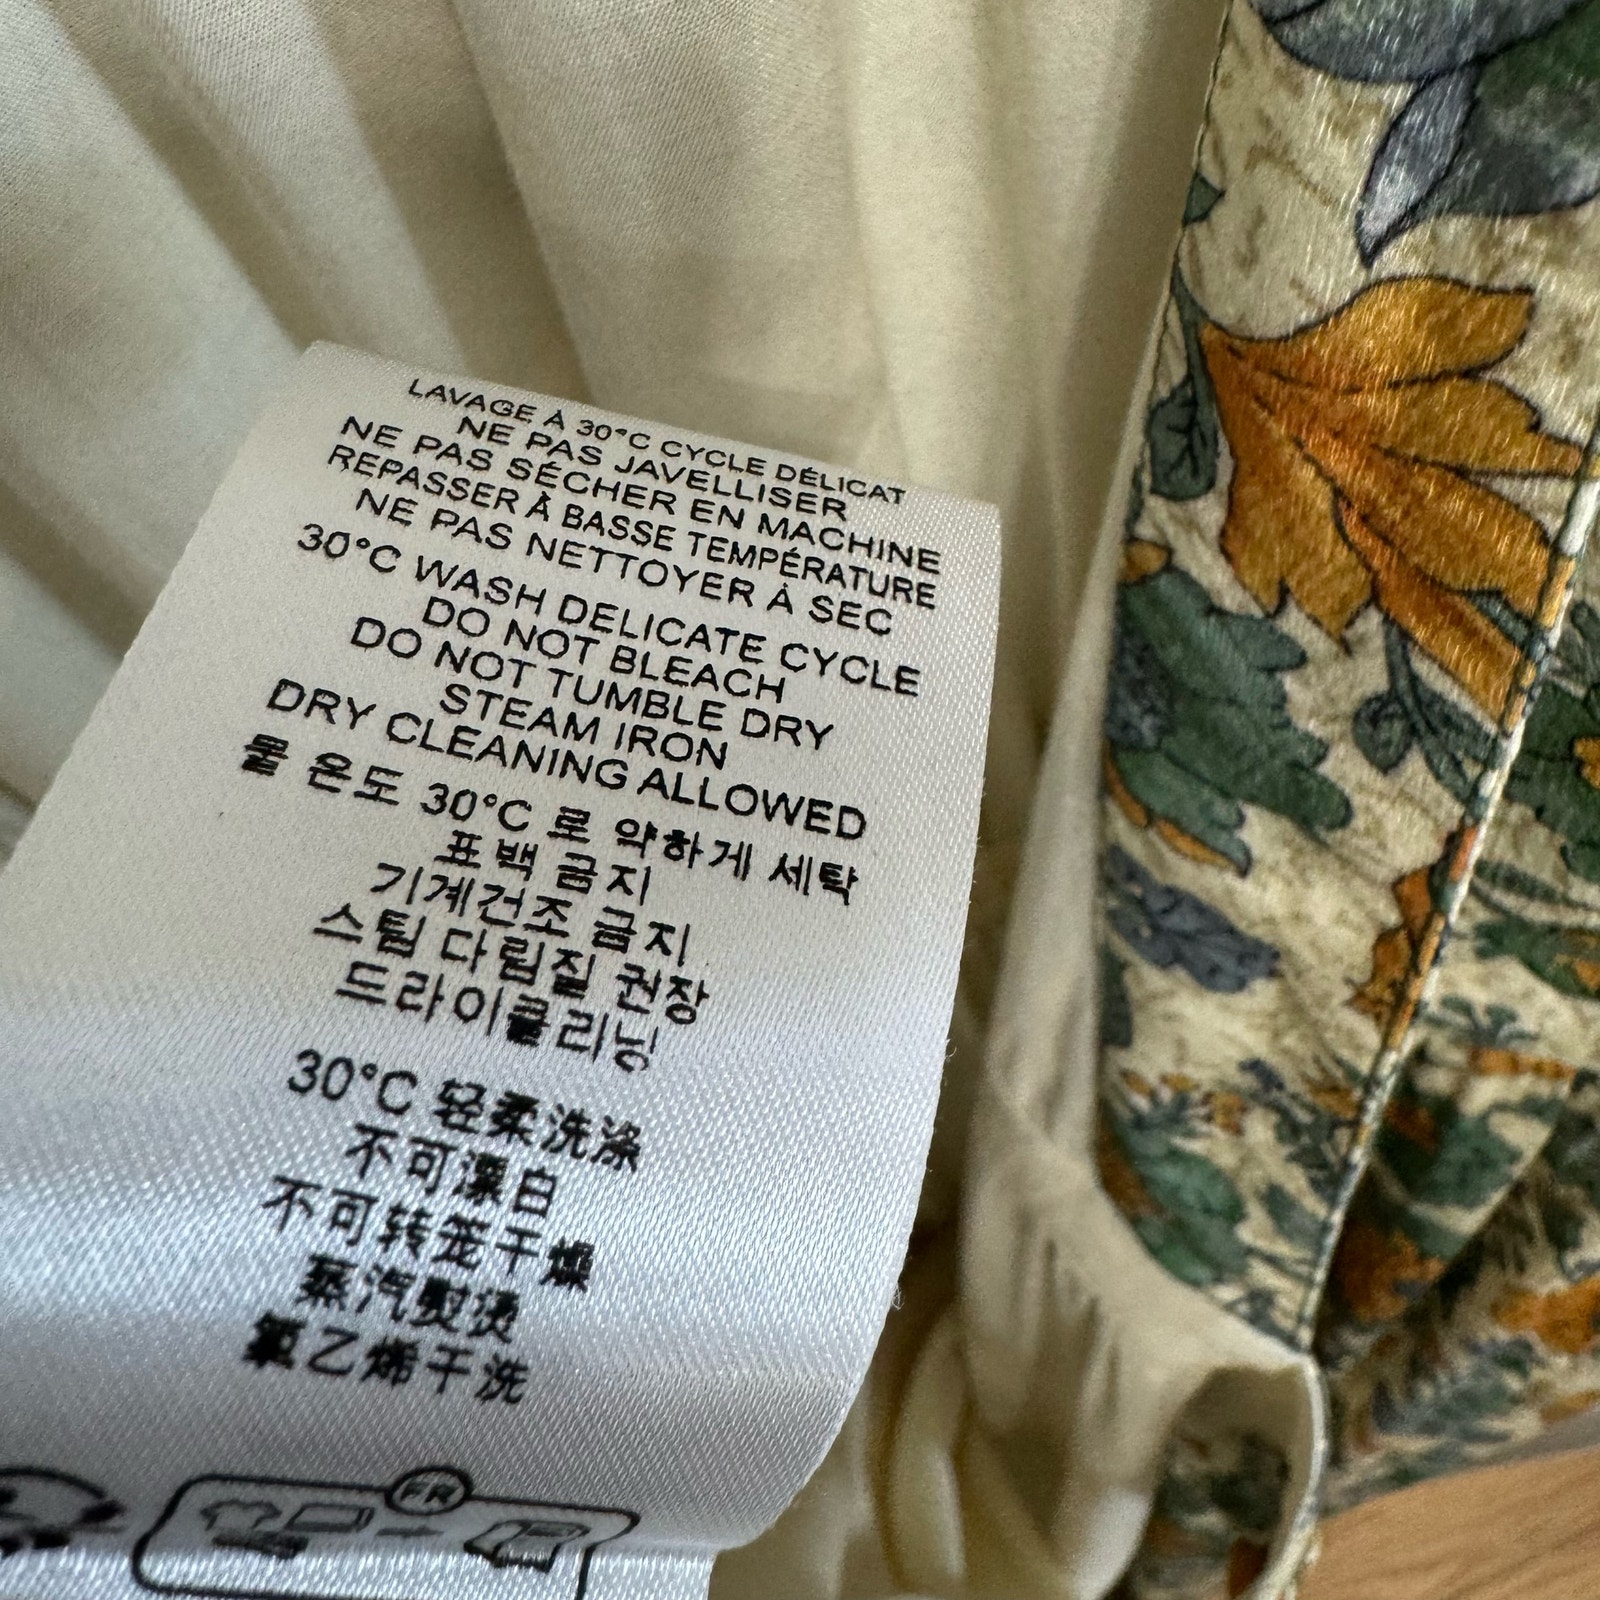 LAVAGE À 30°C CYCLE DÉLICAT
NE PAS JAVELLISER
NE PAS SÉCHER EN MACHINE
REPASSER À BASSE TEMPÉRATURE
NE PAS NETTOYER À SEC
30°C WASH DELICATE CYCLE
DO NOT BLEACH
DO NOT TUMBLE DRY
STEAM IRON
DRY CLEANING ALLOWED
물 온도 30°C 로 약하게 세탁
표백 금지
기계건조 금지
스팀 다림질 권장
드라이클리닝
30°C 轻柔洗涤
不可漂白
不可转笼干燥
蒸汽熨烫
氯乙烯干洗
FR